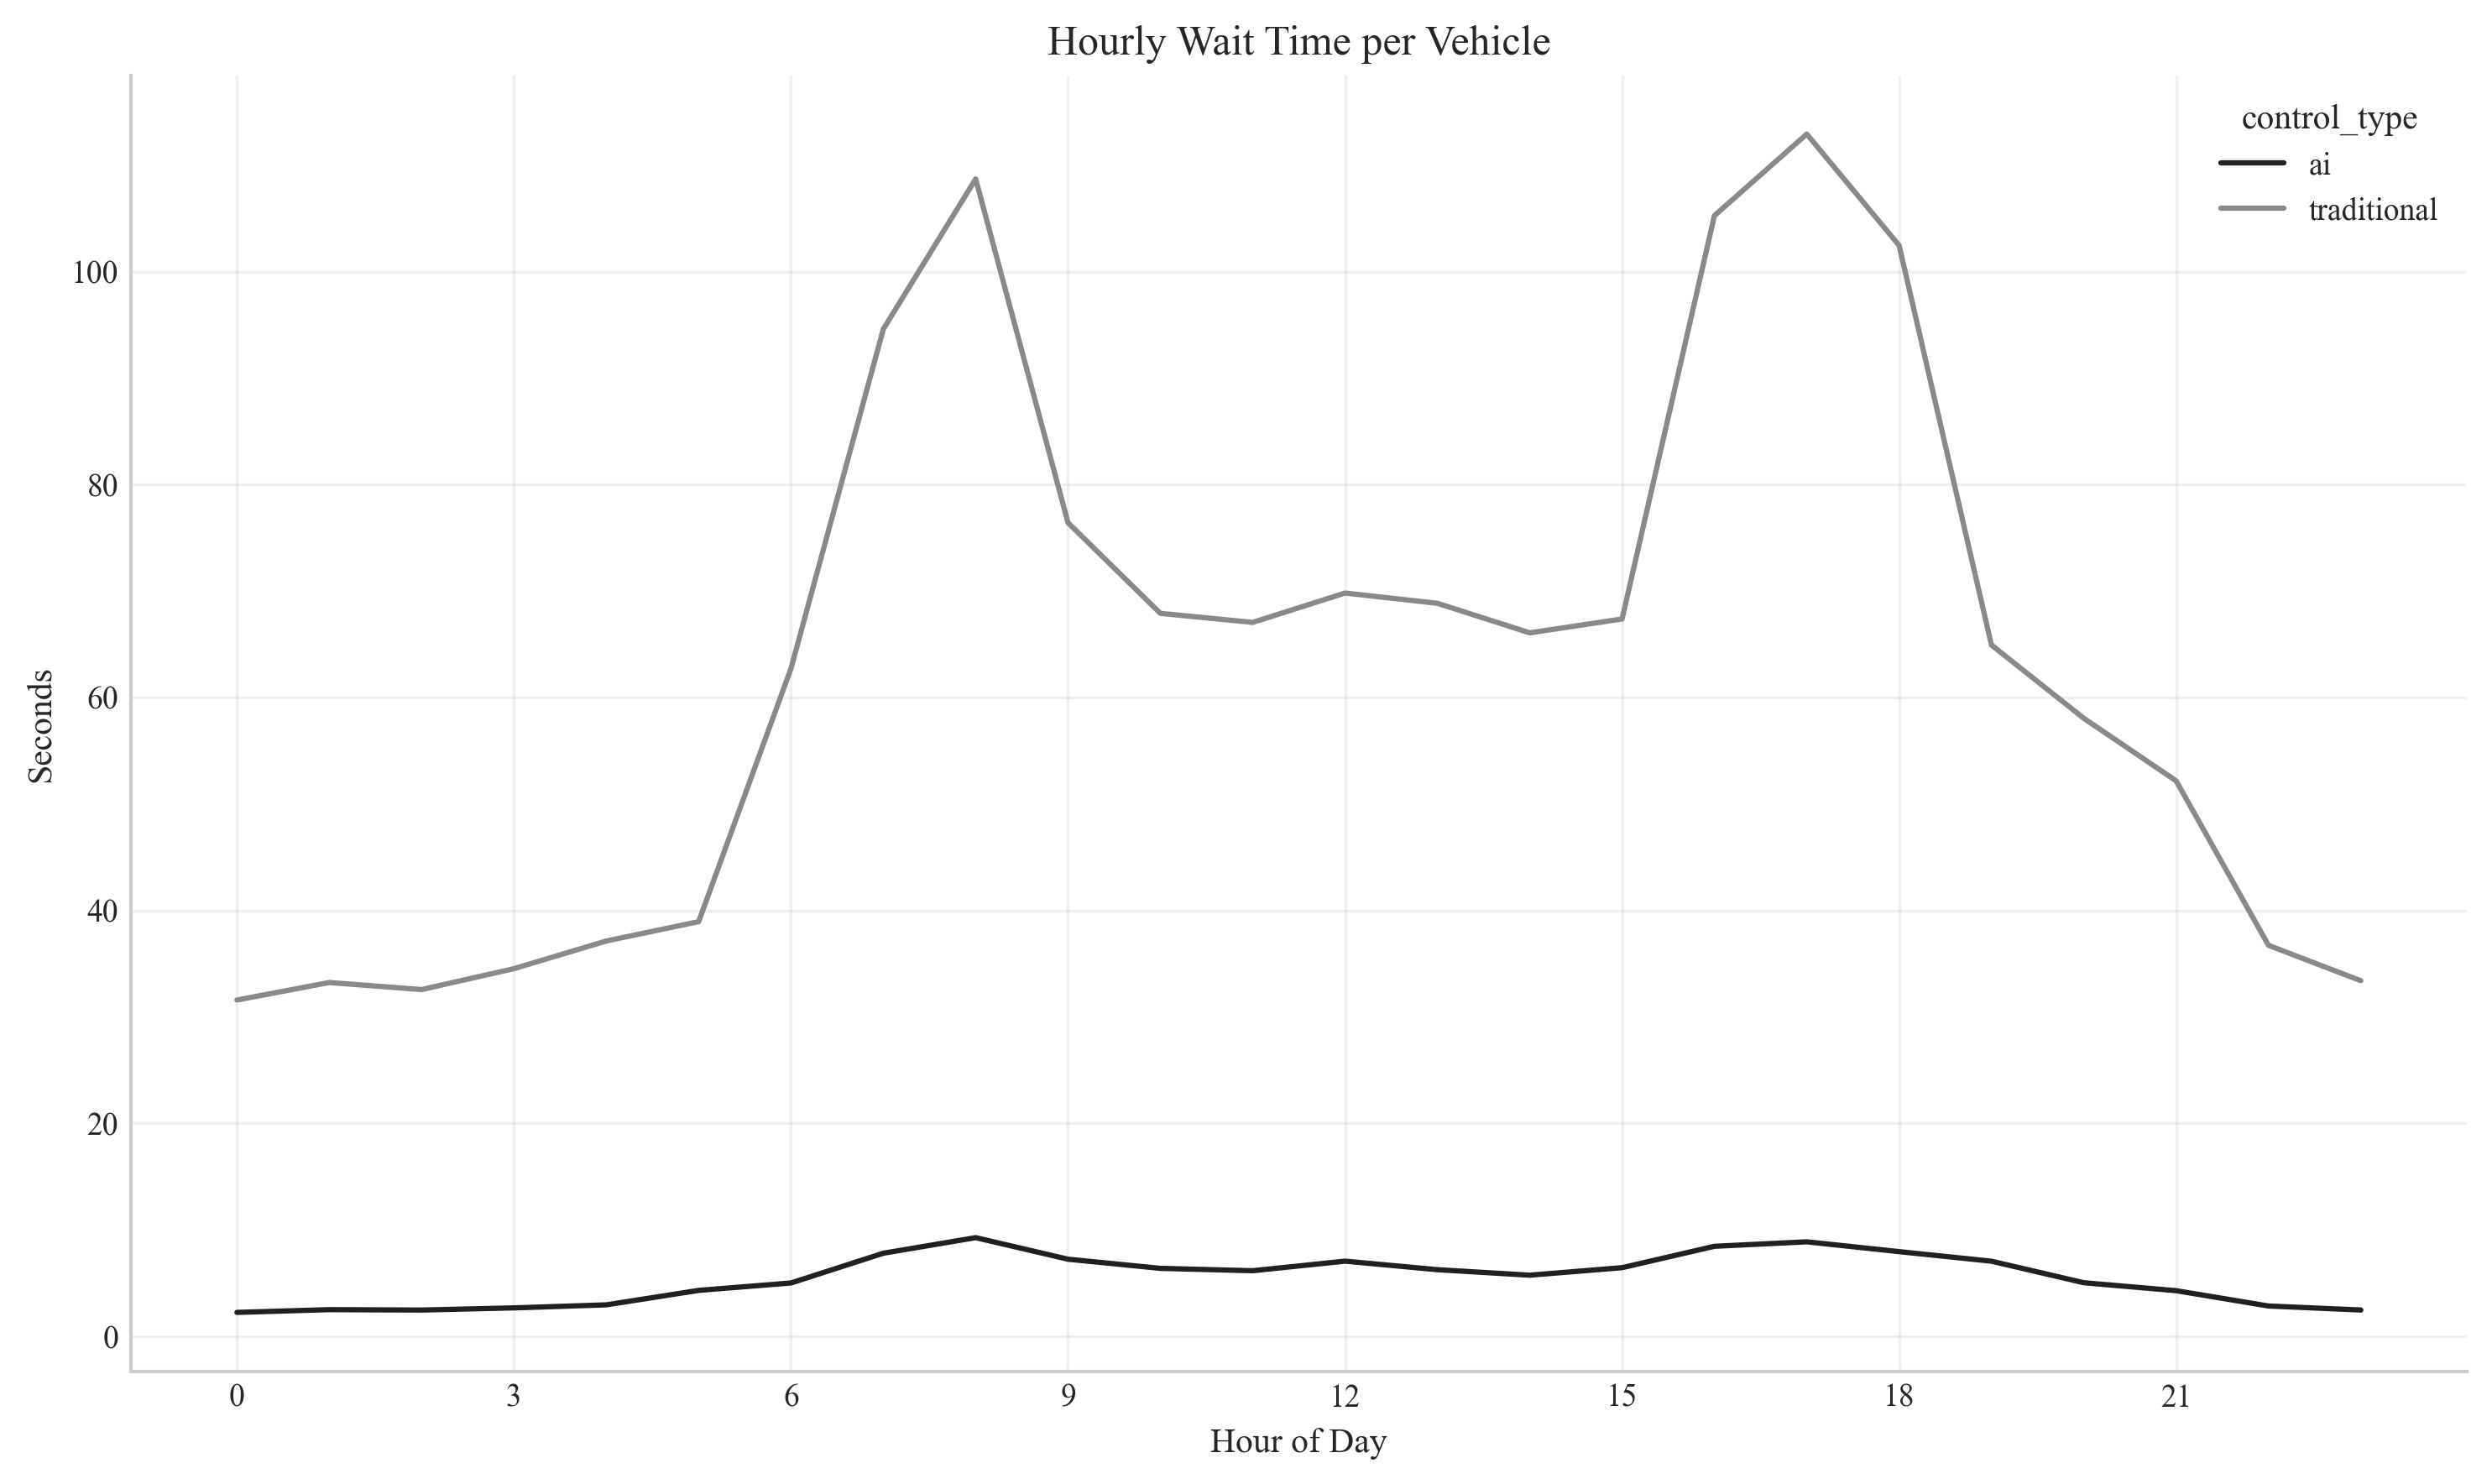 Hourly Wait Time per Vehicle
control_type
ai
traditional
100
80
60
40
20
0
Seconds
0 3 6 9 12 15 18 21
Hour of Day